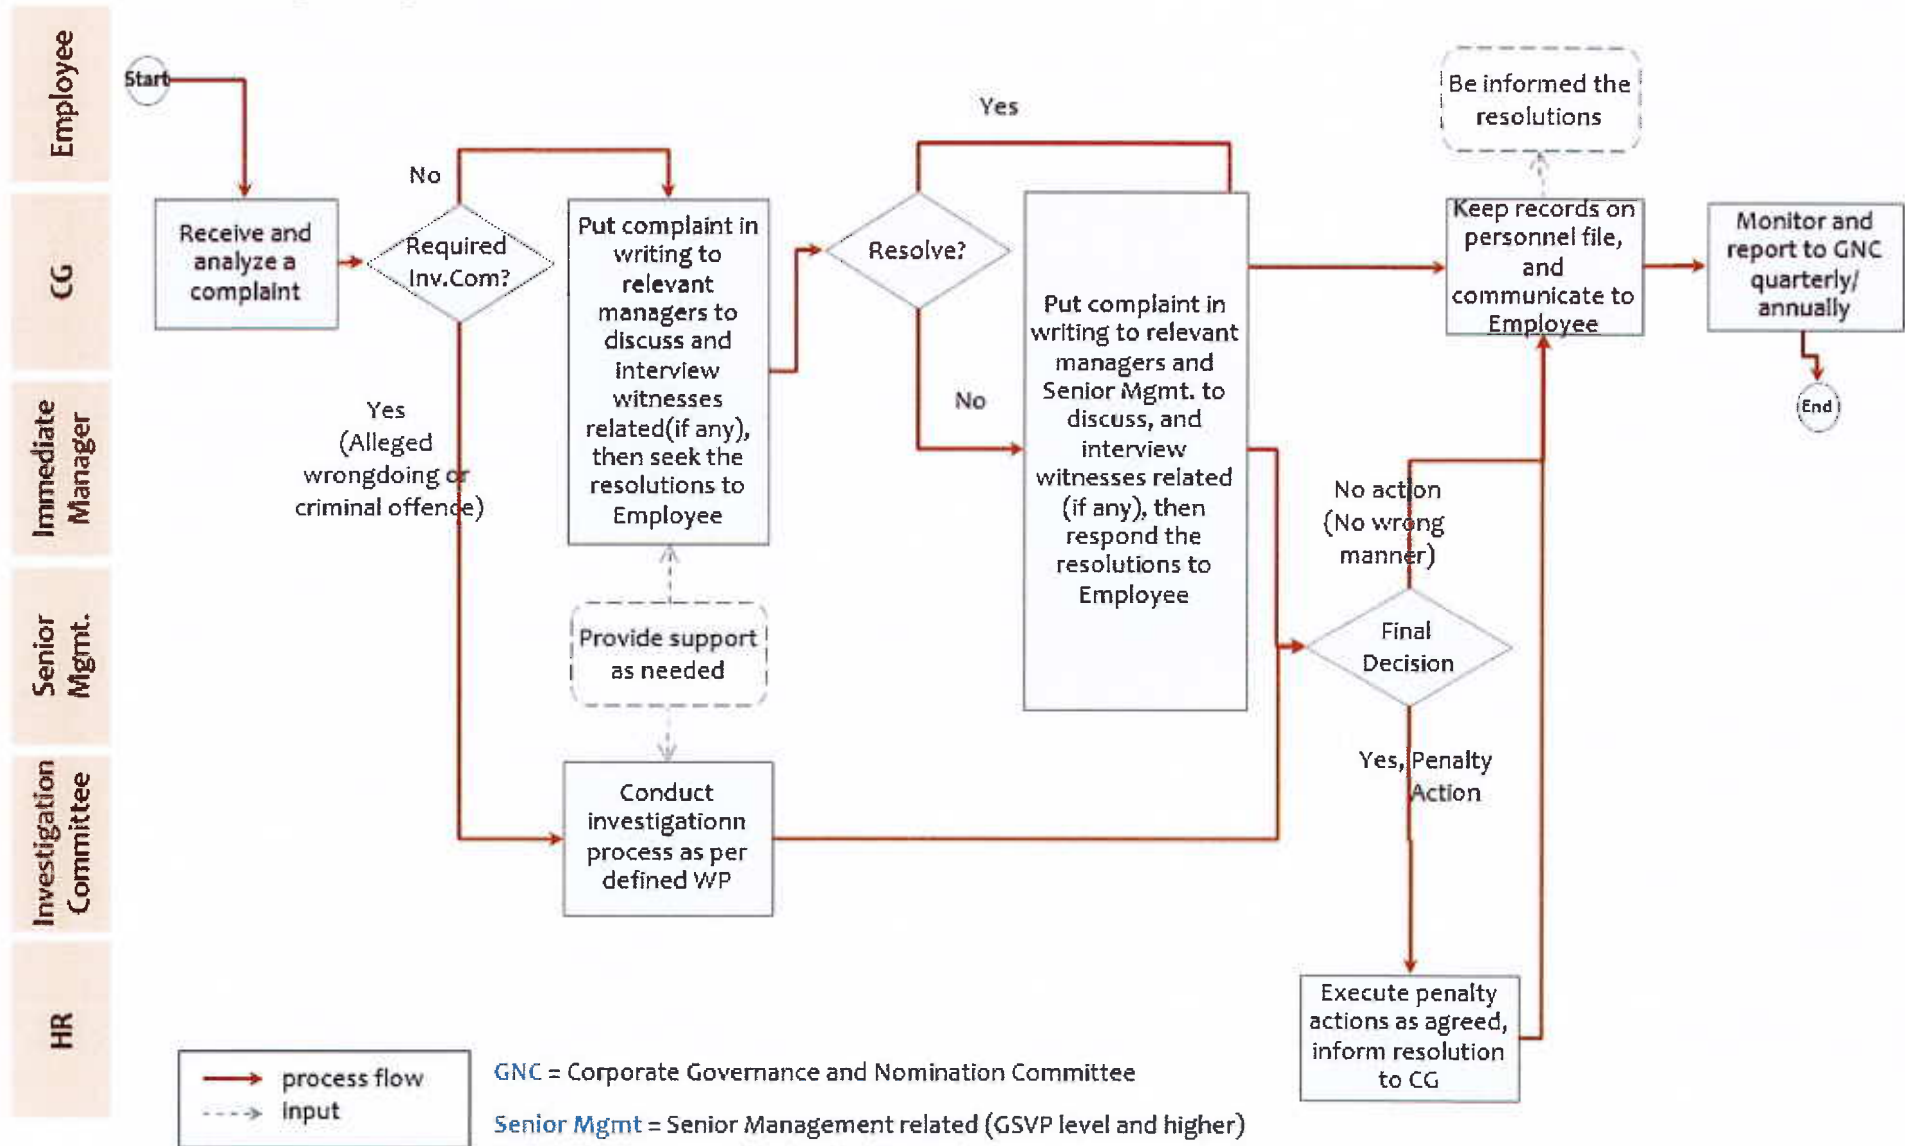 Employee
CG
Immediate
Manager
Senior
Mgmt.
Investigation
Committee
HR
Start
Receive and
analyze a
complaint
No
Required
Inv.Com?
Yes
(Alleged
wrongdoing or
criminal offence)
Put complaint in
writing to
relevant
managers to
discuss and
interview
witnesses
related(if any),
then seek the
resolutions to
Employee
Provide support
as needed
Conduct
investigationn
process as per
defined WP
Yes
Resolve?
No
Put complaint in
writing to relevant
managers and
Senior Mgmt. to
discuss, and
interview
witnesses related
(if any), then
respond the
resolutions to
Employee
Be informed the
resolutions
Keep records on
personnel file,
and
communicate to
Employee
Monitor and
report to GNC
quarterly/
annually
End
No action
(No wrong
manner)
Final
Decision
Yes, Penalty
Action
Execute penalty
actions as agreed,
inform resolution
to CG
process flow
input
GNC = Corporate Governance and Nomination Committee
Senior Mgmt = Senior Management related (GSVP level and higher)